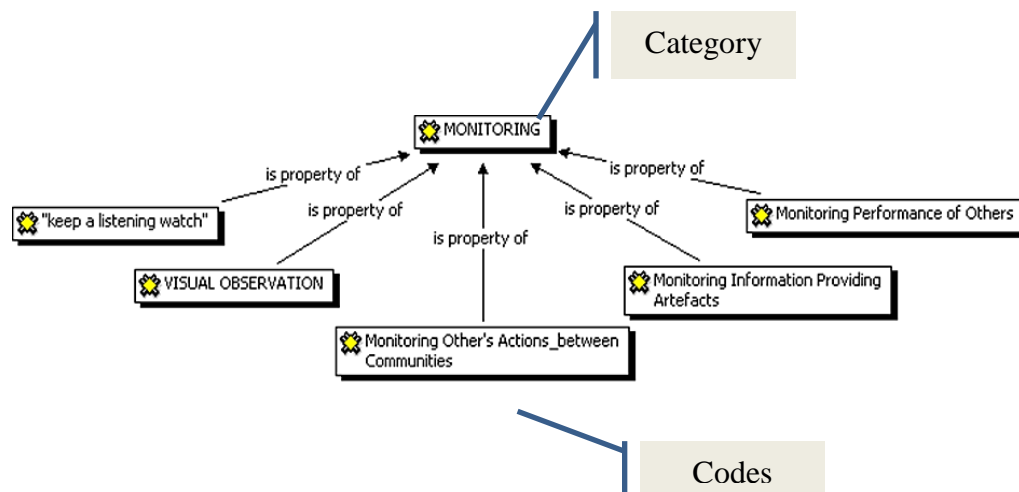 Category
MONITORING
is property of
is property of
is property of
is property of
is property of
"keep a listening watch"
Monitoring Performance of Others
VISUAL OBSERVATION
Monitoring Information Providing
Artefacts
Monitoring Other's Actions_between
Communities
Codes